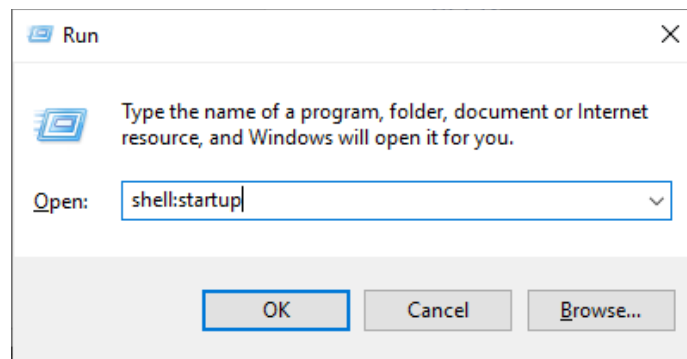 Run
Type the name of a program, folder, document or Internet
resource, and Windows will open it for you.
Open: shell:startup
OK Cancel Browse...